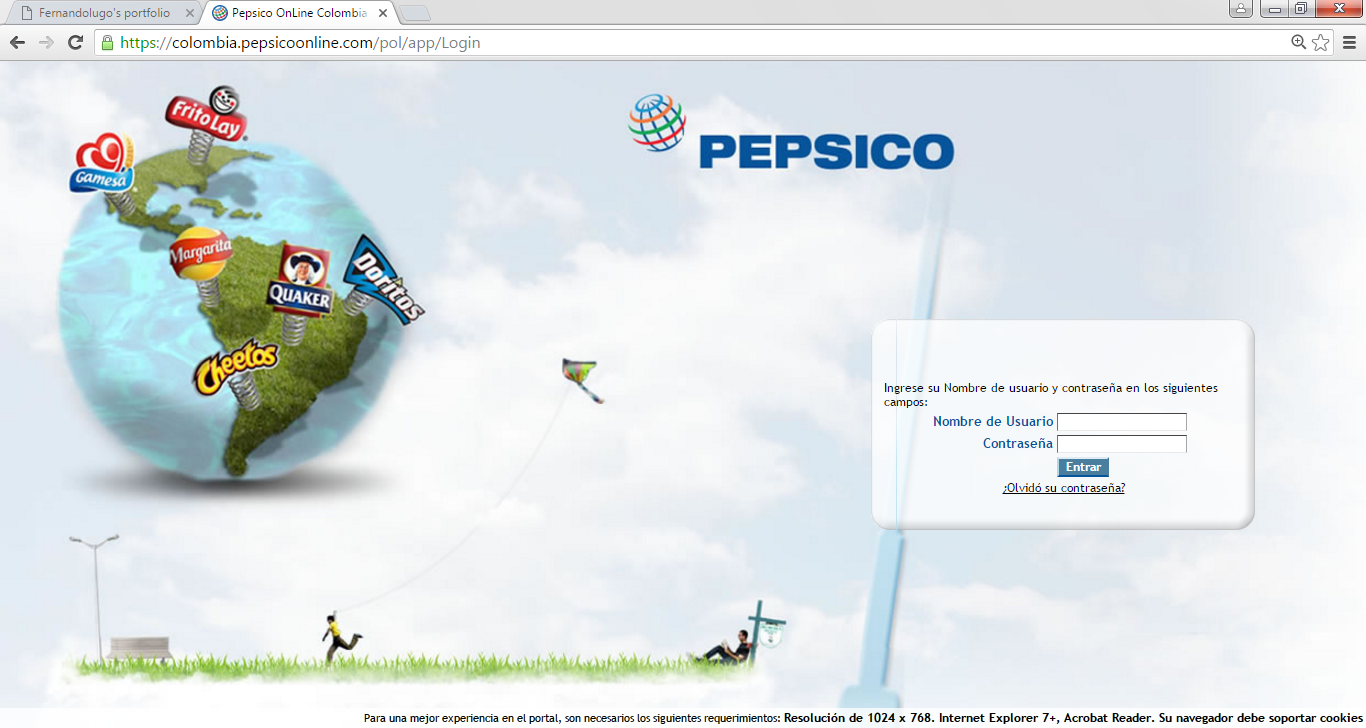 Fernandolugo's portfolio
Pepsico OnLine Colombia
https://colombia.pepsicoonline.com/pol/app/Login
Frito Lay
Gamesa
PEPSICO
Margarita
QUAKER
Doritos
Cheetos
Ingrese su Nombre de usuario y contraseña en los siguientes
campos:
Nombre de Usuario
Contraseña
Entrar
¿Olvidó su contraseña?
Para una mejor experiencia en el portal, son necesarios los siguientes requerimientos: Resolución de 1024 x 768. Internet Explorer 7+, Acrobat Reader. Su navegador debe soportar cookies